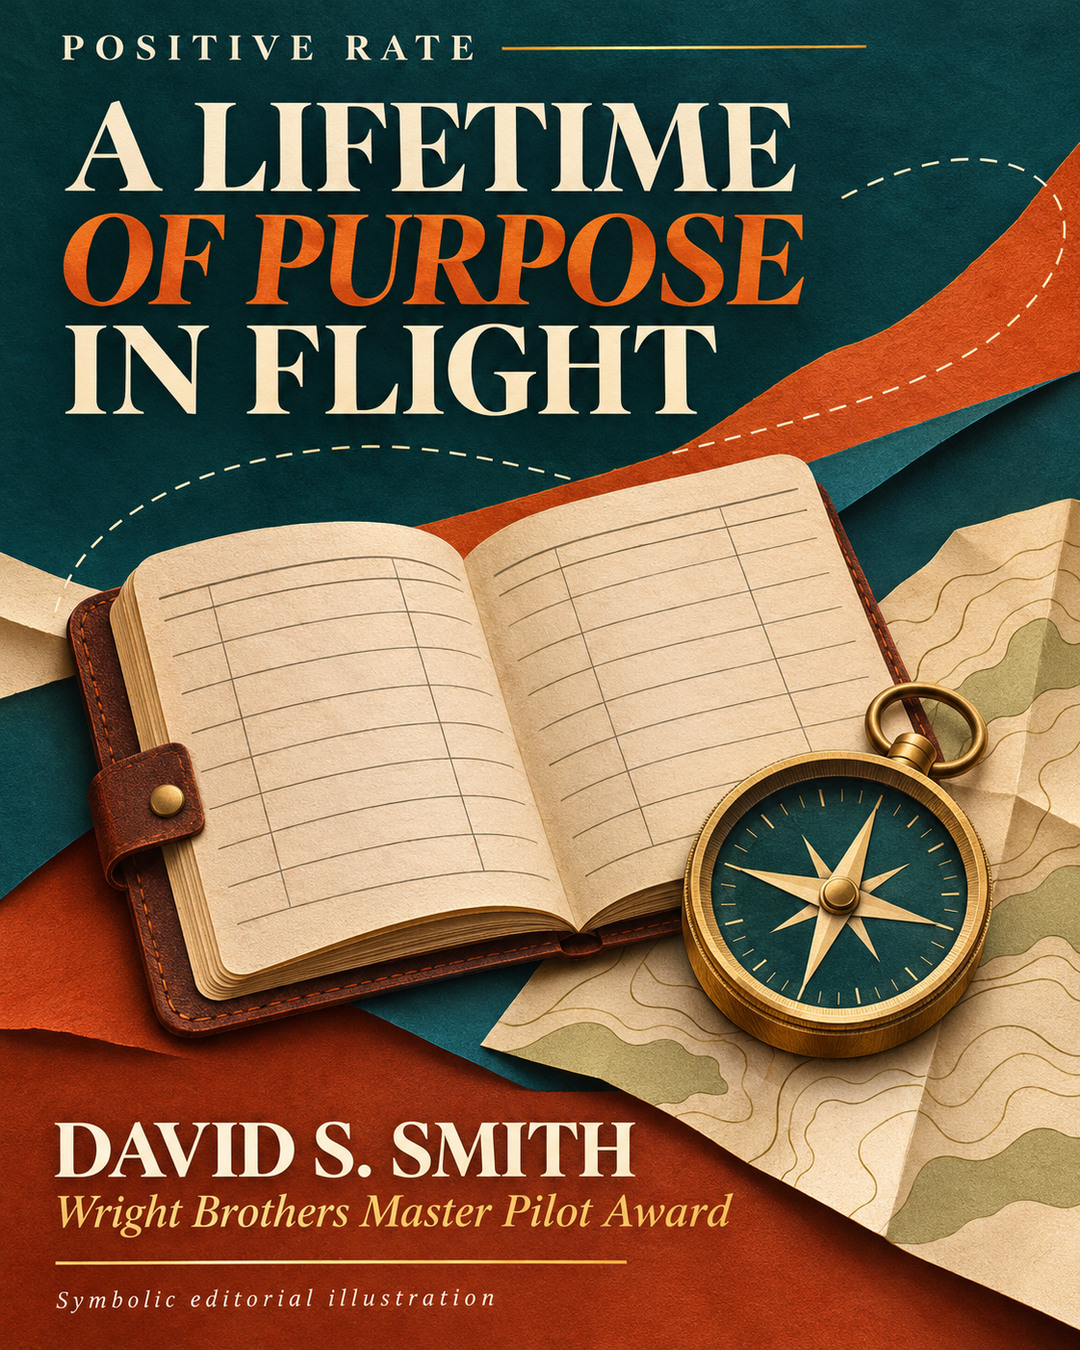 POSITIVE RATE
A LIFETIME
OF PURPOSE
IN FLIGHT
DAVID S. SMITH
Wright Brothers Master Pilot Award
Symbolic editorial illustration